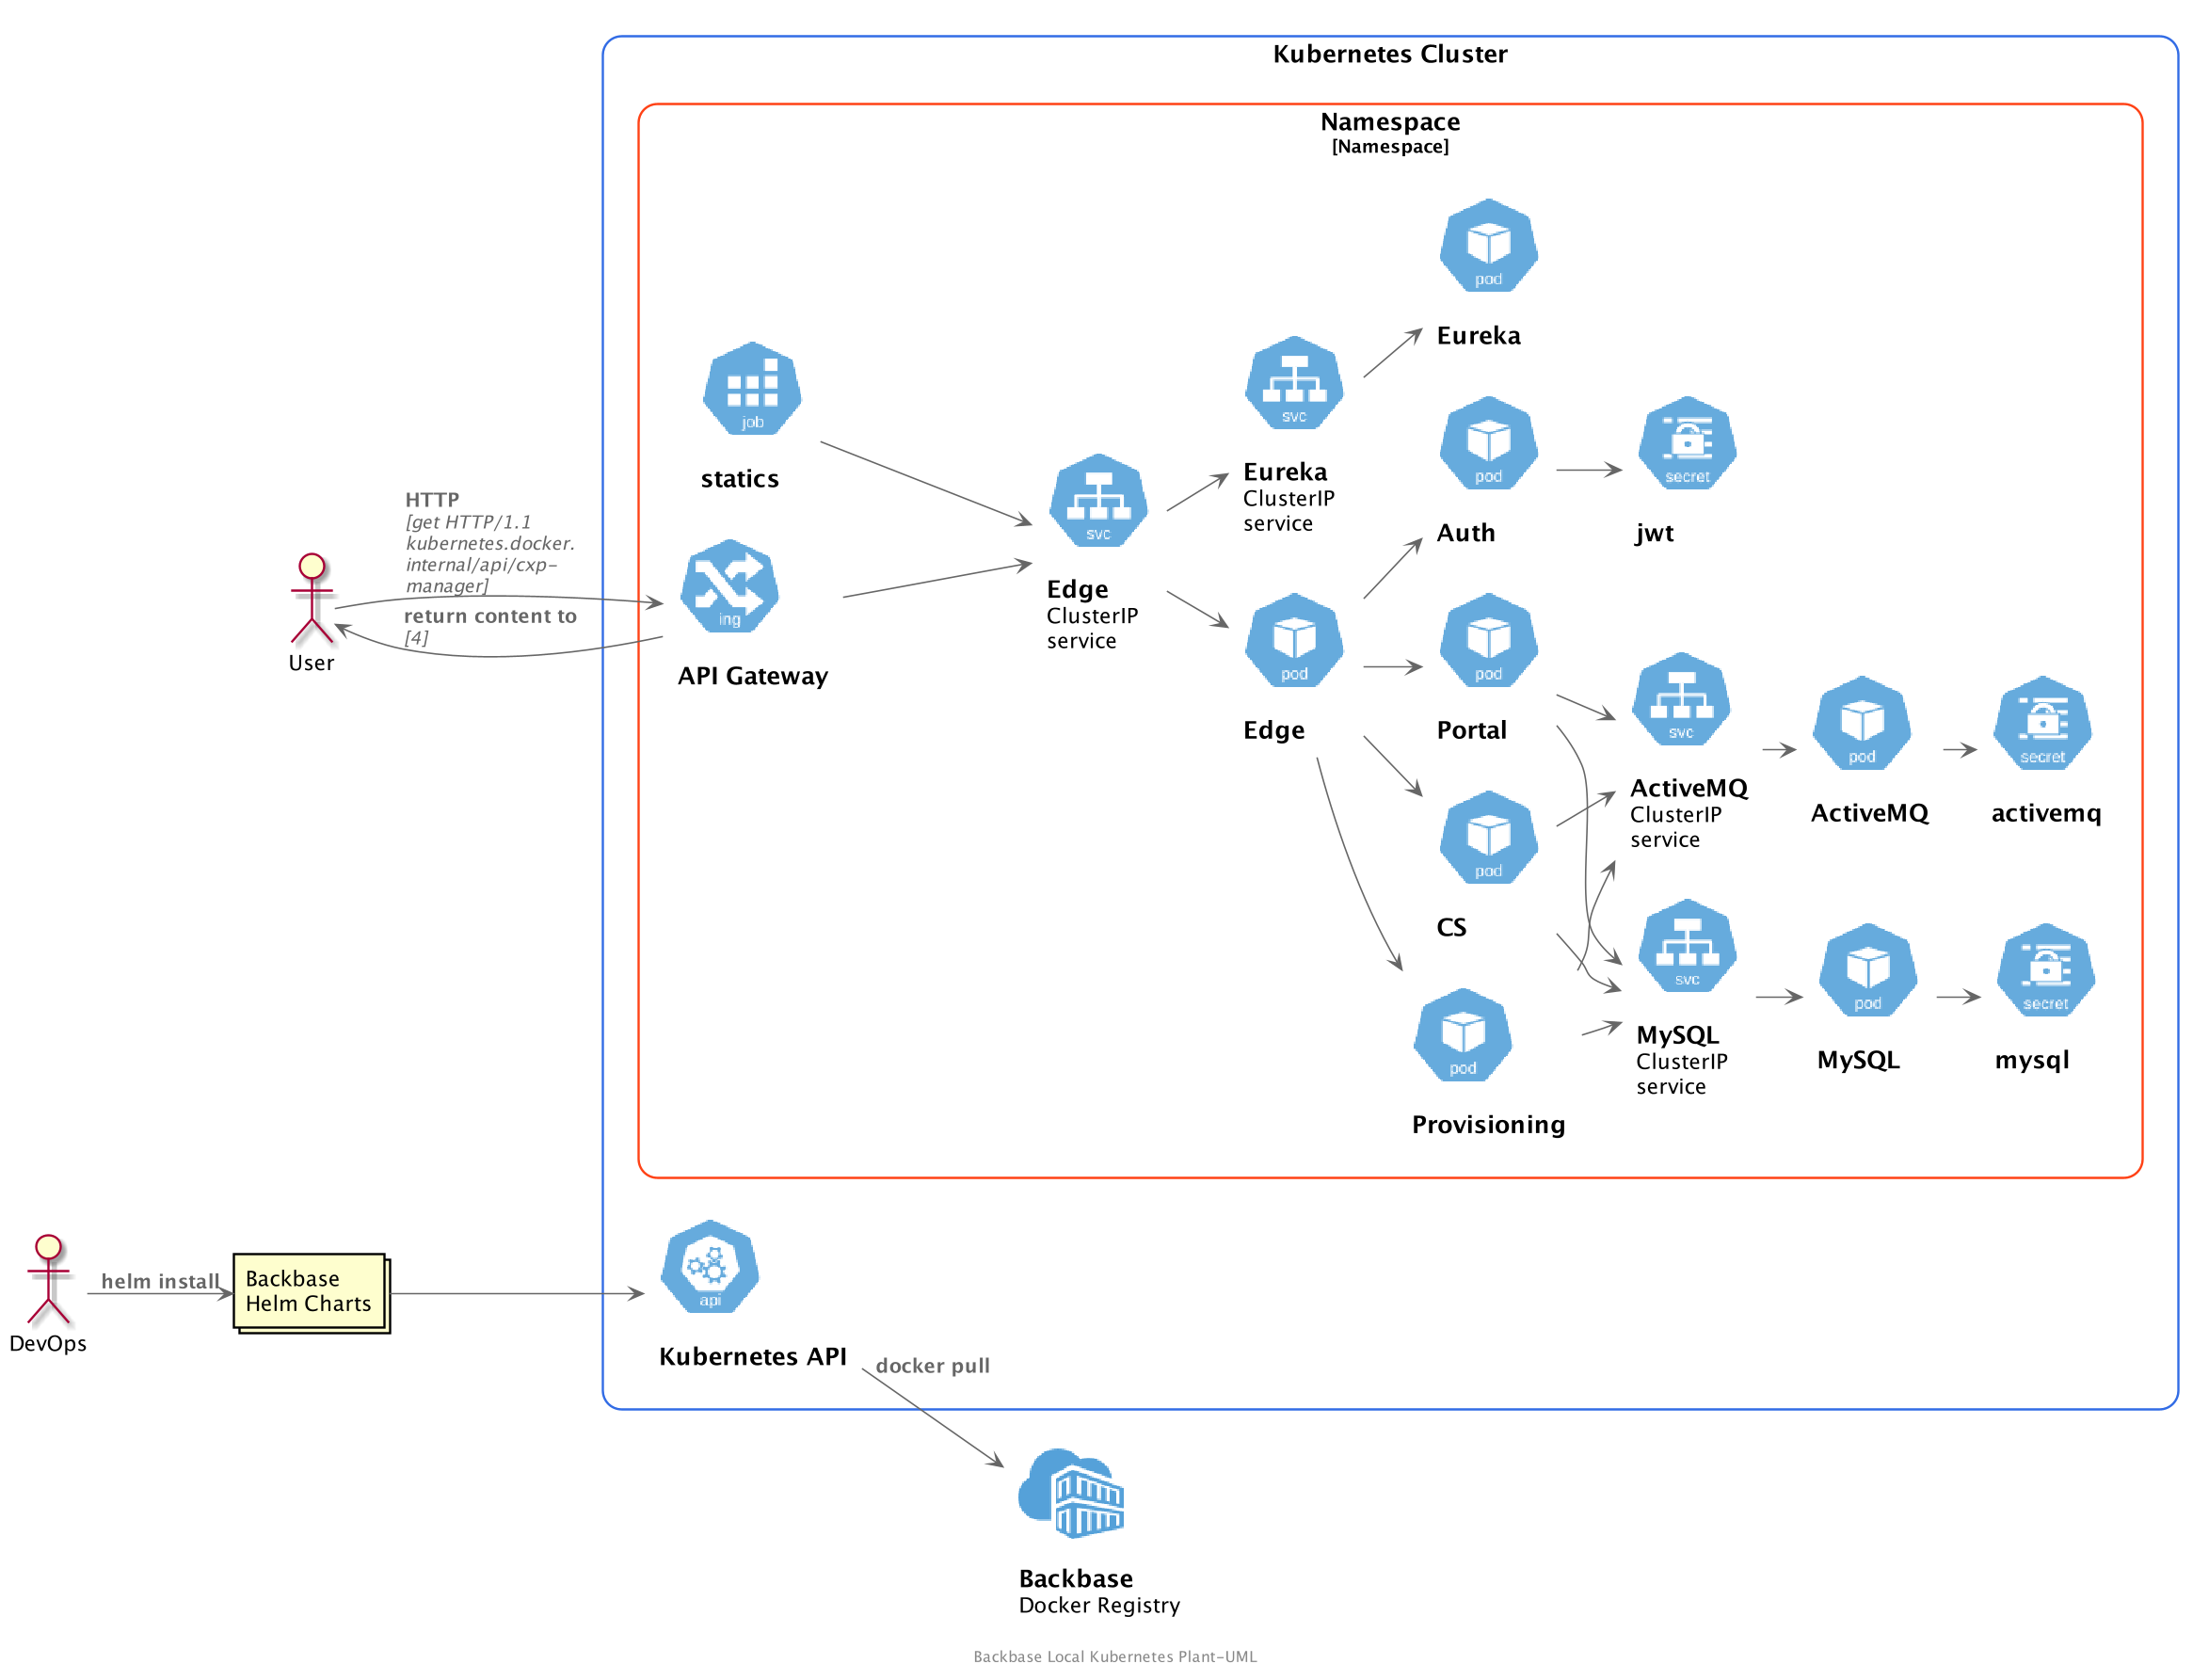 Kubernetes Cluster
Namespace
[Namespace]
pod
Eureka
job
statics
svc
Eureka
ClusterIP
service
pod
Auth
secret
jwt
HTTP
[get HTTP/1.1
kubernetes.docker.
internal/api/cxp-
manager]
return content to
[4]
User
ing
API Gateway
svc
Edge
ClusterIP
service
pod
Edge
pod
Portal
svc
ActiveMQ
ClusterIP
service
pod
ActiveMQ
secret
activemq
pod
CS
svc
MySQL
ClusterIP
service
pod
MySQL
secret
mysql
pod
Provisioning
DevOps
helm install
Backbase
Helm Charts
api
Kubernetes API
docker pull
Backbase
Docker Registry
Backbase Local Kubernetes Plant-UML